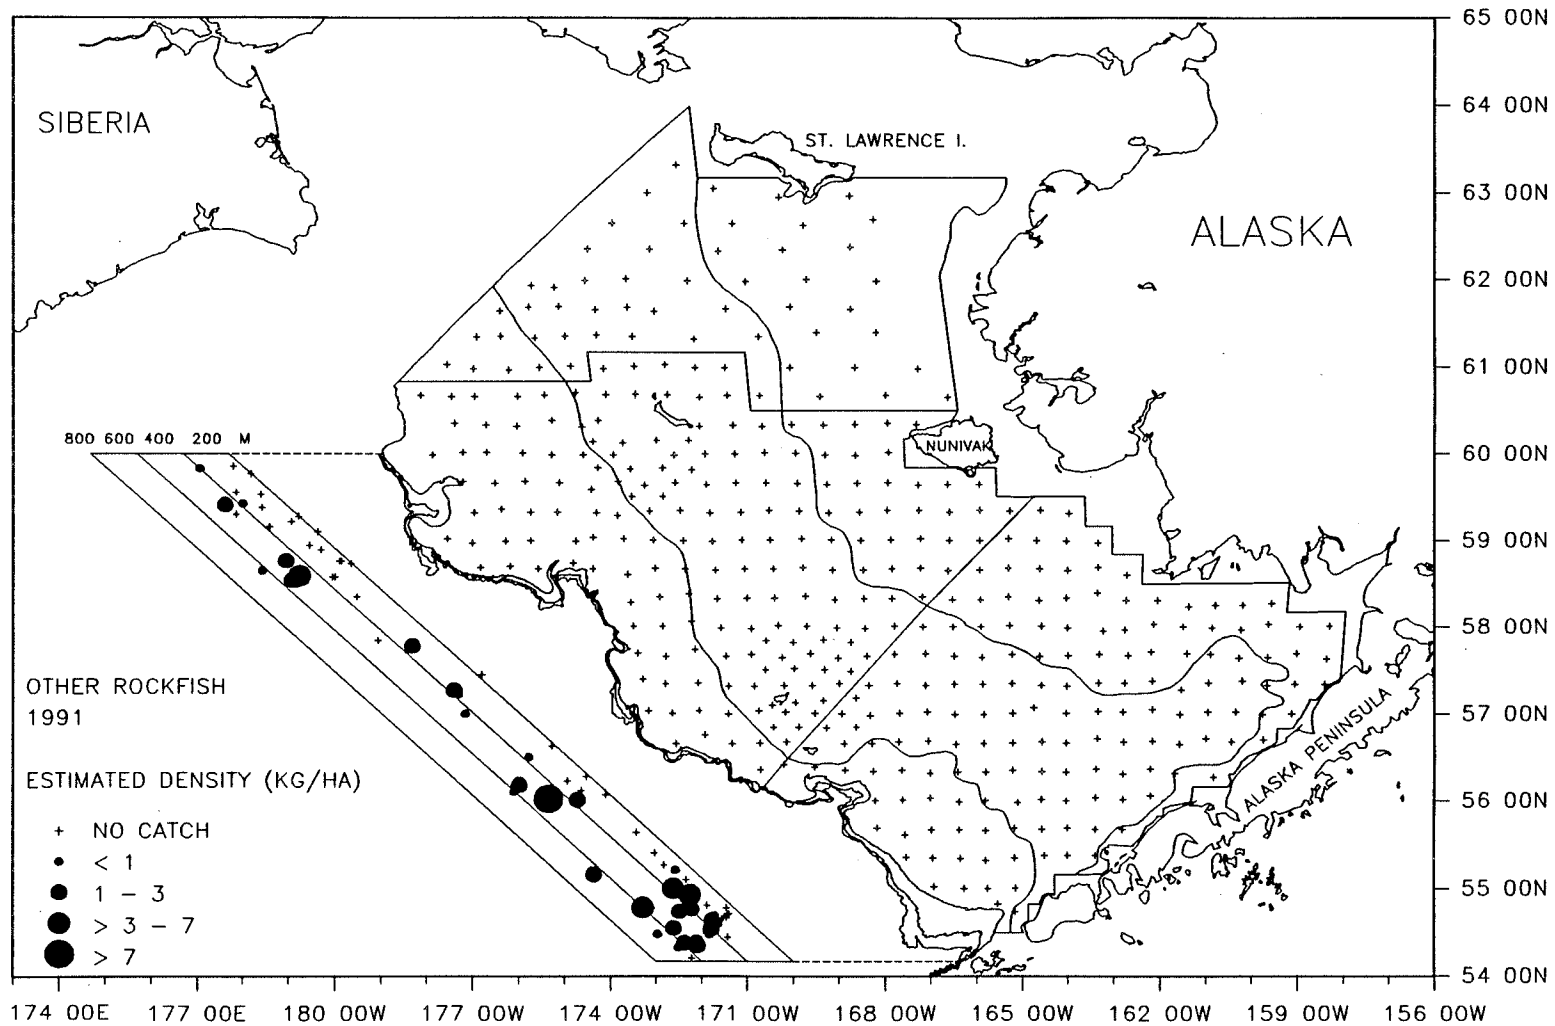 65 00N
SIBERIA
64 00N
ST. LAWRENCE I.
63 00N
ALASKA
62 00N
61 00N
800 600 400 200 M
NUNIVAK
60 00N
59 00N
58 00N
OTHER ROCKFISH
1991
57 00N
ALASKA PENINSULA
ESTIMATED DENSITY (KG/HA)
56 00N
+ NO CATCH
< 1
1 - 3
55 00N
> 3 - 7
> 7
54 00N
174 00E 177 00E 180 00W 177 00W 174 00W 171 00W 168 00W 165 00W 162 00W 159 00W 156 00W